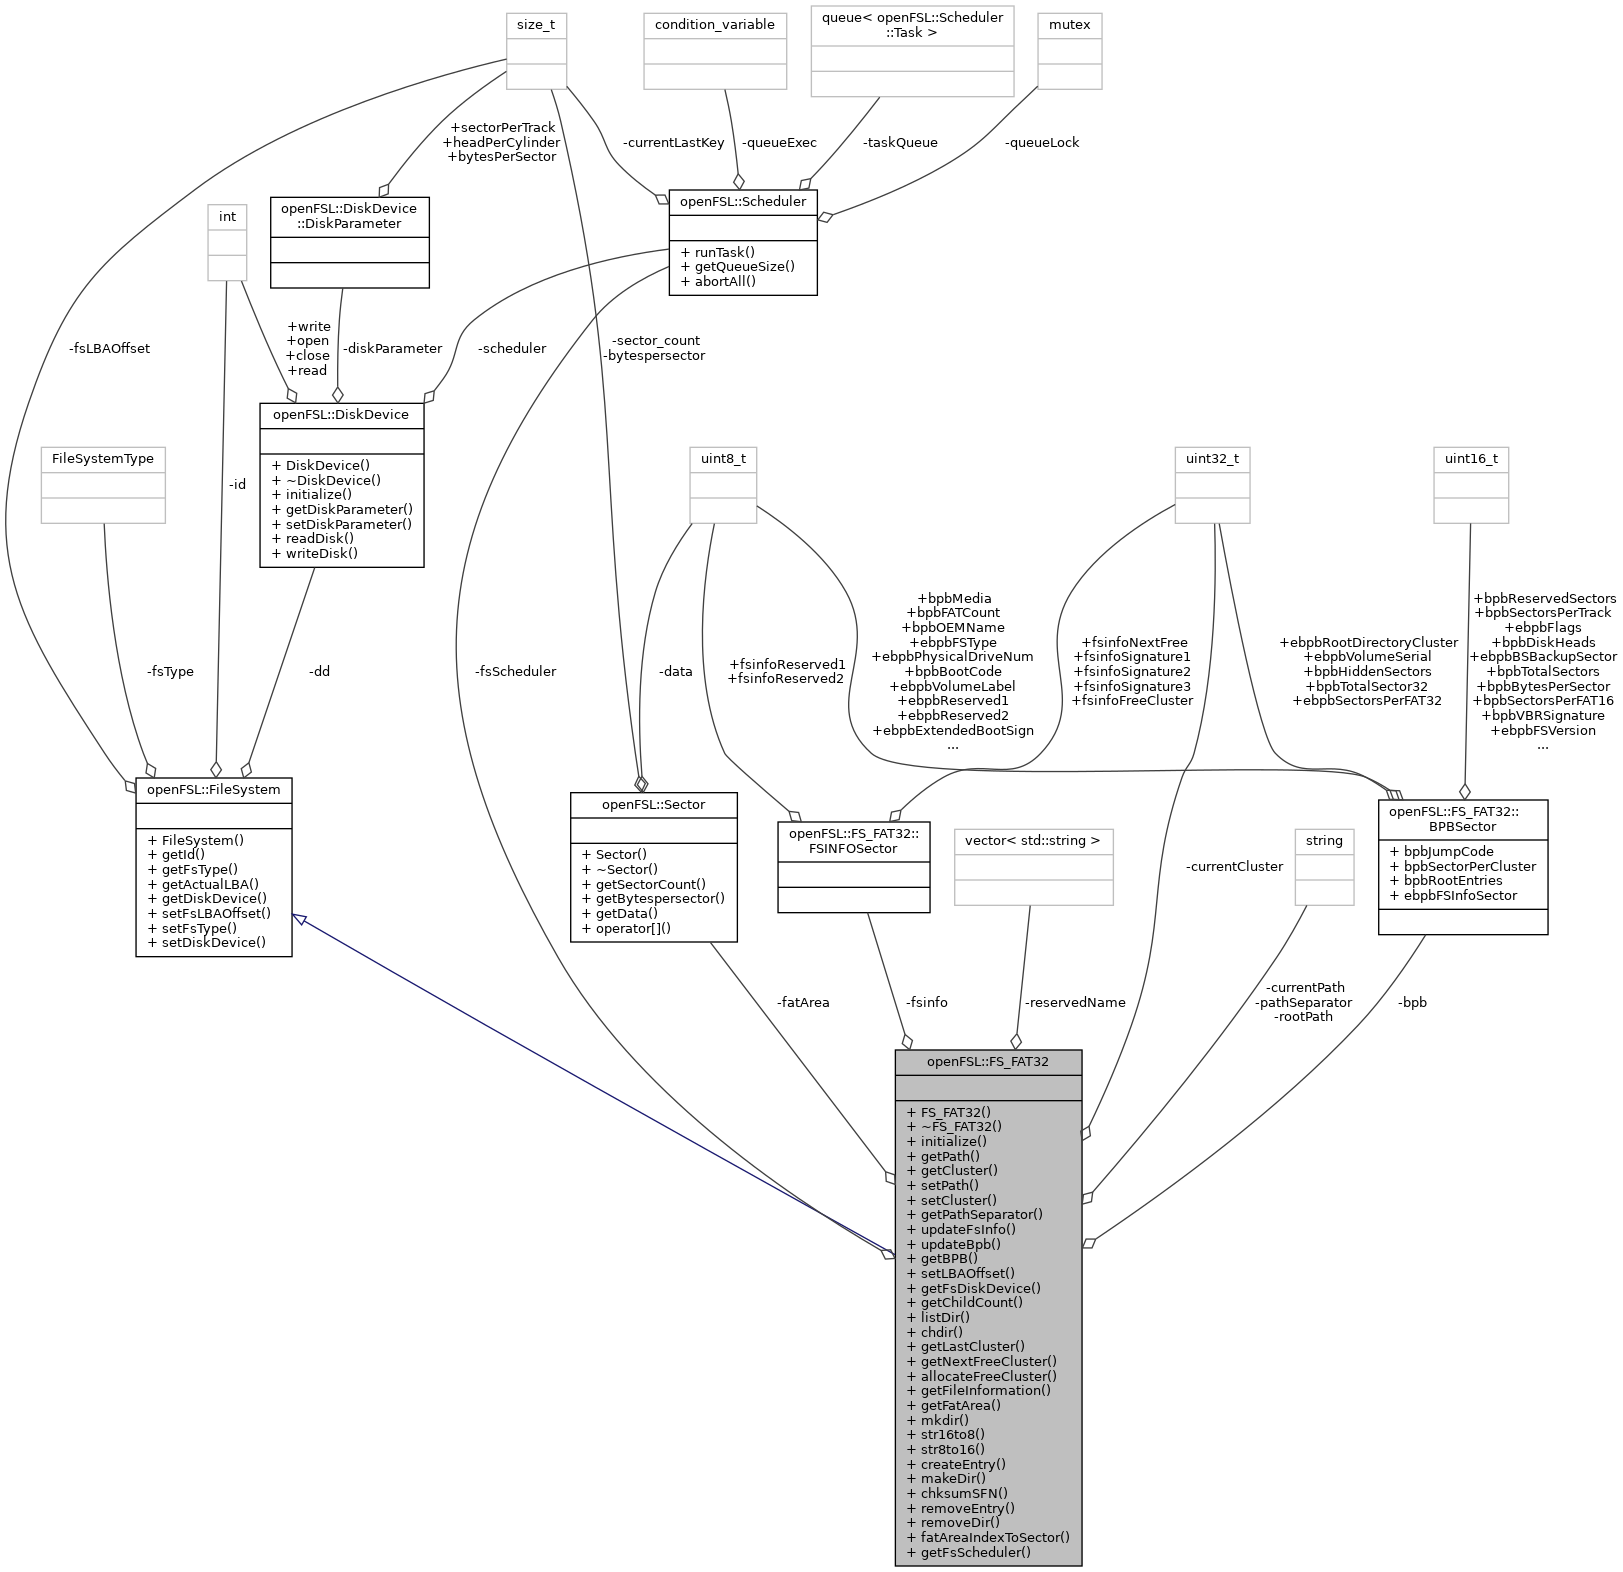 size_t
condition_variable
queue< openFSL::Scheduler
::Task >
mutex
+sectorPerTrack
+headPerCylinder
+bytesPerSector
-currentLastKey
-queueExec
-taskQueue
-queueLock
int
openFSL::DiskDevice
::DiskParameter
openFSL::Scheduler
+ runTask()
+ getQueueSize()
+ abortAll()
-fsLBAOffset
+write
+open
+close
+read
-diskParameter
-scheduler
-sector_count
-bytespersector
openFSL::DiskDevice
+ DiskDevice()
+ ~DiskDevice()
+ initialize()
+ getDiskParameter()
+ setDiskParameter()
+ readDisk()
+ writeDisk()
FileSystemType
-id
uint8_t
uint32_t
uint16_t
-fsType
-dd
-fsScheduler
-data
+fsinfoReserved1
+fsinfoReserved2
+bpbMedia
+bpbFATCount
+bpbOEMName
+ebpbFSType
+ebpbPhysicalDriveNum
+bpbBootCode
+ebpbVolumeLabel
+ebpbReserved1
+ebpbReserved2
+ebpbExtendedBootSign
...
+fsinfoNextFree
+fsinfoSignature1
+fsinfoSignature2
+fsinfoSignature3
+fsinfoFreeCluster
+ebpbRootDirectoryCluster
+ebpbVolumeSerial
+bpbHiddenSectors
+bpbTotalSector32
+ebpbSectorsPerFAT32
+bpbReservedSectors
+bpbSectorsPerTrack
+ebpbFlags
+bpbDiskHeads
+ebpbBSBackupSector
+bpbTotalSectors
+bpbBytesPerSector
+bpbSectorsPerFAT16
+bpbVBRSignature
+ebpbFSVersion
...
openFSL::FileSystem
+ FileSystem()
+ getId()
+ getFsType()
+ getActualLBA()
+ getDiskDevice()
+ setFsLBAOffset()
+ setFsType()
+ setDiskDevice()
openFSL::Sector
+ Sector()
+ ~Sector()
+ getSectorCount()
+ getBytespersector()
+ getData()
+ operator[]()
openFSL::FS_FAT32::
FSINFOSector
vector< std::string >
-currentCluster
string
openFSL::FS_FAT32::
BPBSector
+ bpbJumpCode
+ bpbSectorPerCluster
+ bpbRootEntries
+ ebpbFSInfoSector
-fatArea
-fsinfo
-reservedName
-currentPath
-pathSeparator
-rootPath
-bpb
openFSL::FS_FAT32
+ FS_FAT32()
+ ~FS_FAT32()
+ initialize()
+ getPath()
+ getCluster()
+ setPath()
+ setCluster()
+ getPathSeparator()
+ updateFsInfo()
+ updateBpb()
+ getBPB()
+ setLBAOffset()
+ getFsDiskDevice()
+ getChildCount()
+ listDir()
+ chdir()
+ getLastCluster()
+ getNextFreeCluster()
+ allocateFreeCluster()
+ getFileInformation()
+ getFatArea()
+ mkdir()
+ str16to8()
+ str8to16()
+ createEntry()
+ makeDir()
+ chksumSFN()
+ removeEntry()
+ removeDir()
+ fatAreaIndexToSector()
+ getFsScheduler()